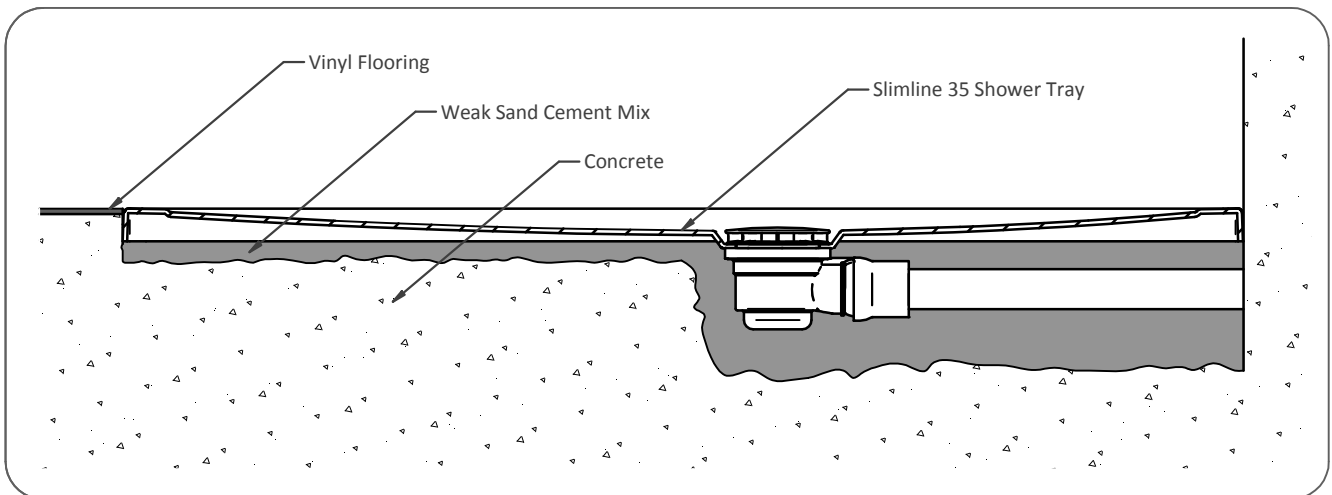 Vinyl Flooring
Slimline 35 Shower Tray
Weak Sand Cement Mix
Concrete